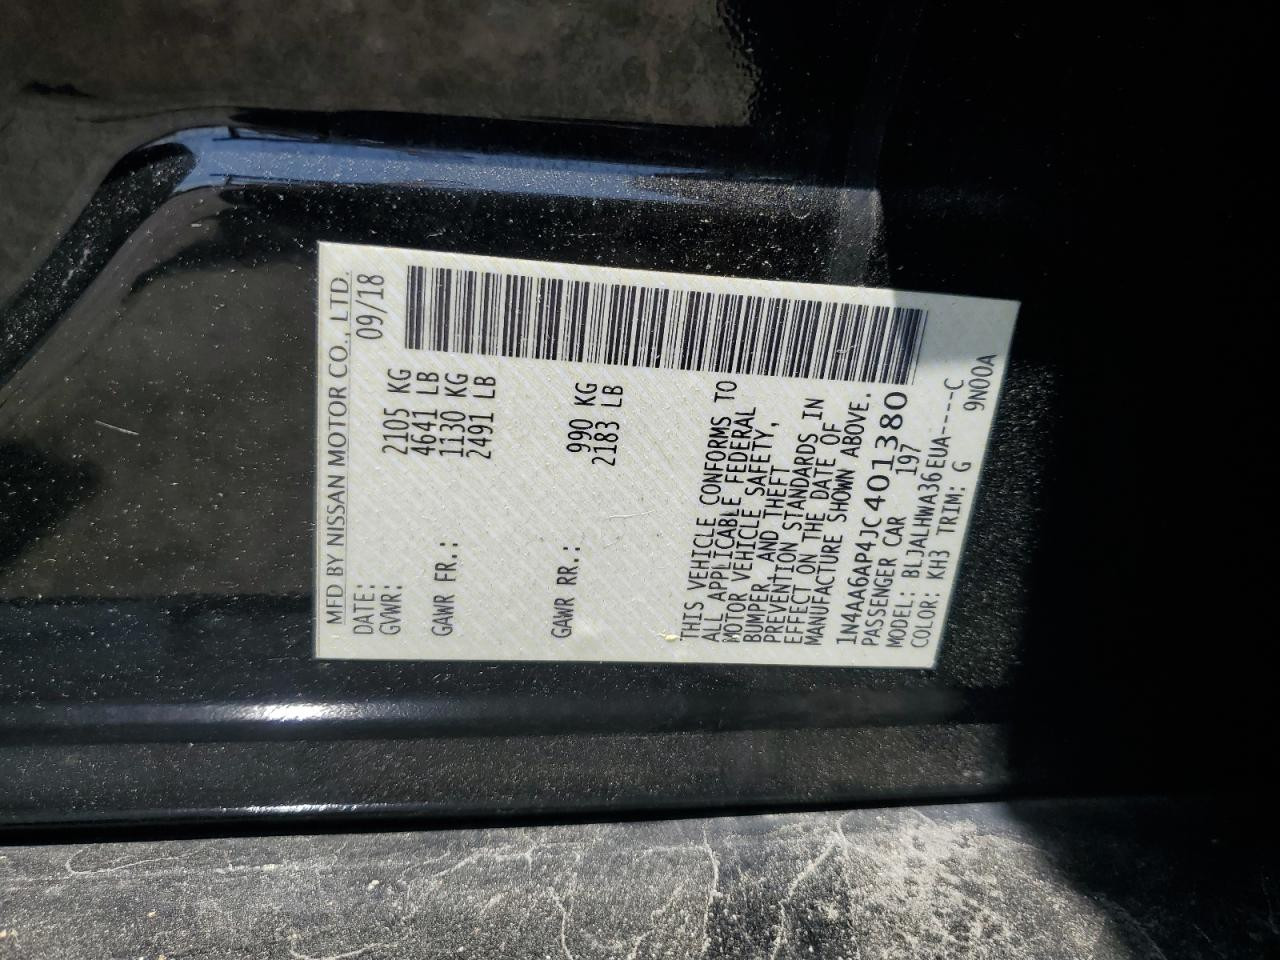 MFD BY NISSAN MOTOR CO., LTD.
DATE: 09/18
GVWR: 2105 KG
4641 LB
GAWR FR.: 1130 KG
2491 LB
GAWR RR.: 990 KG
2183 LB
THIS VEHICLE CONFORMS TO
ALL APPLICABLE FEDERAL
MOTOR VEHICLE SAFETY,
BUMPER, AND THEFT
PREVENTION STANDARDS IN
EFFECT ON THE DATE OF
MANUFACTURE SHOWN ABOVE.
1N4AA6AP4JC401380
PASSENGER CAR 197
MODEL: BLJALHWA36EUA-----C
COLOR: KH3 TRIM: G 9N00A